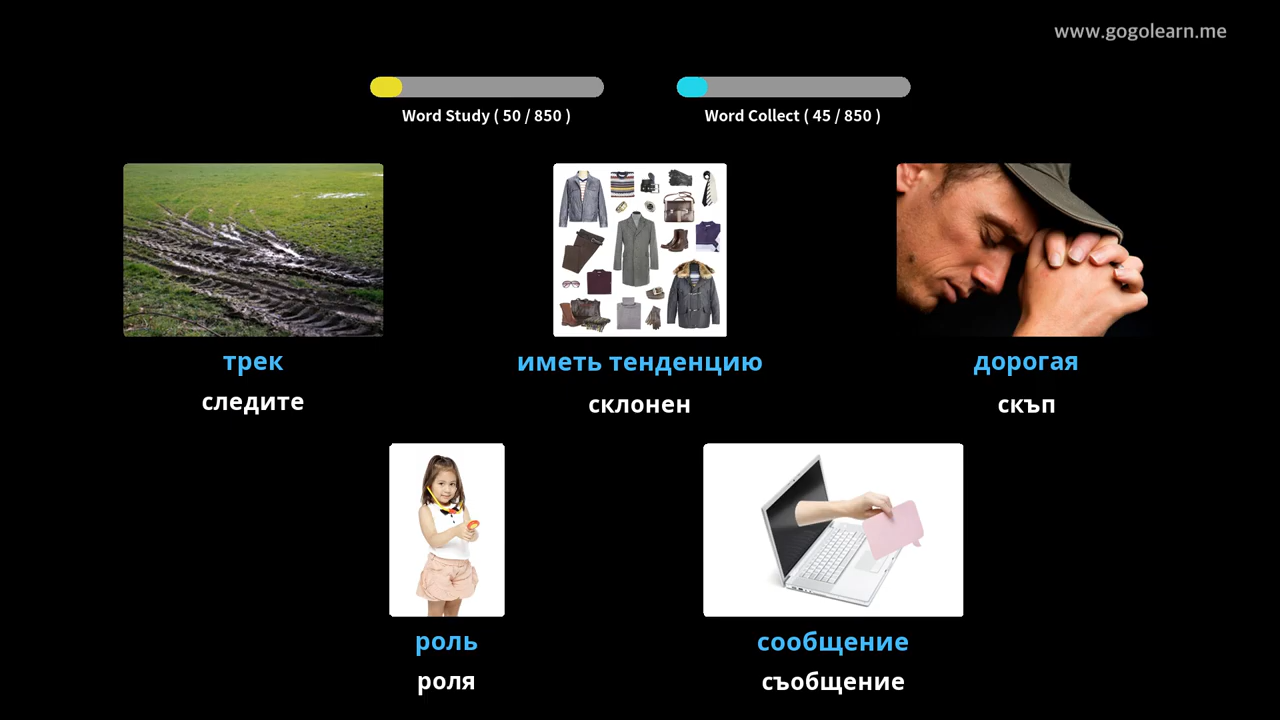 www.gogolearn.me
Word Study ( 50 / 850 )
Word Collect ( 45 / 850 )
трек
следите
иметь тенденцию
склонен
дорогая
скъп
роль
роля
сообщение
съобщение